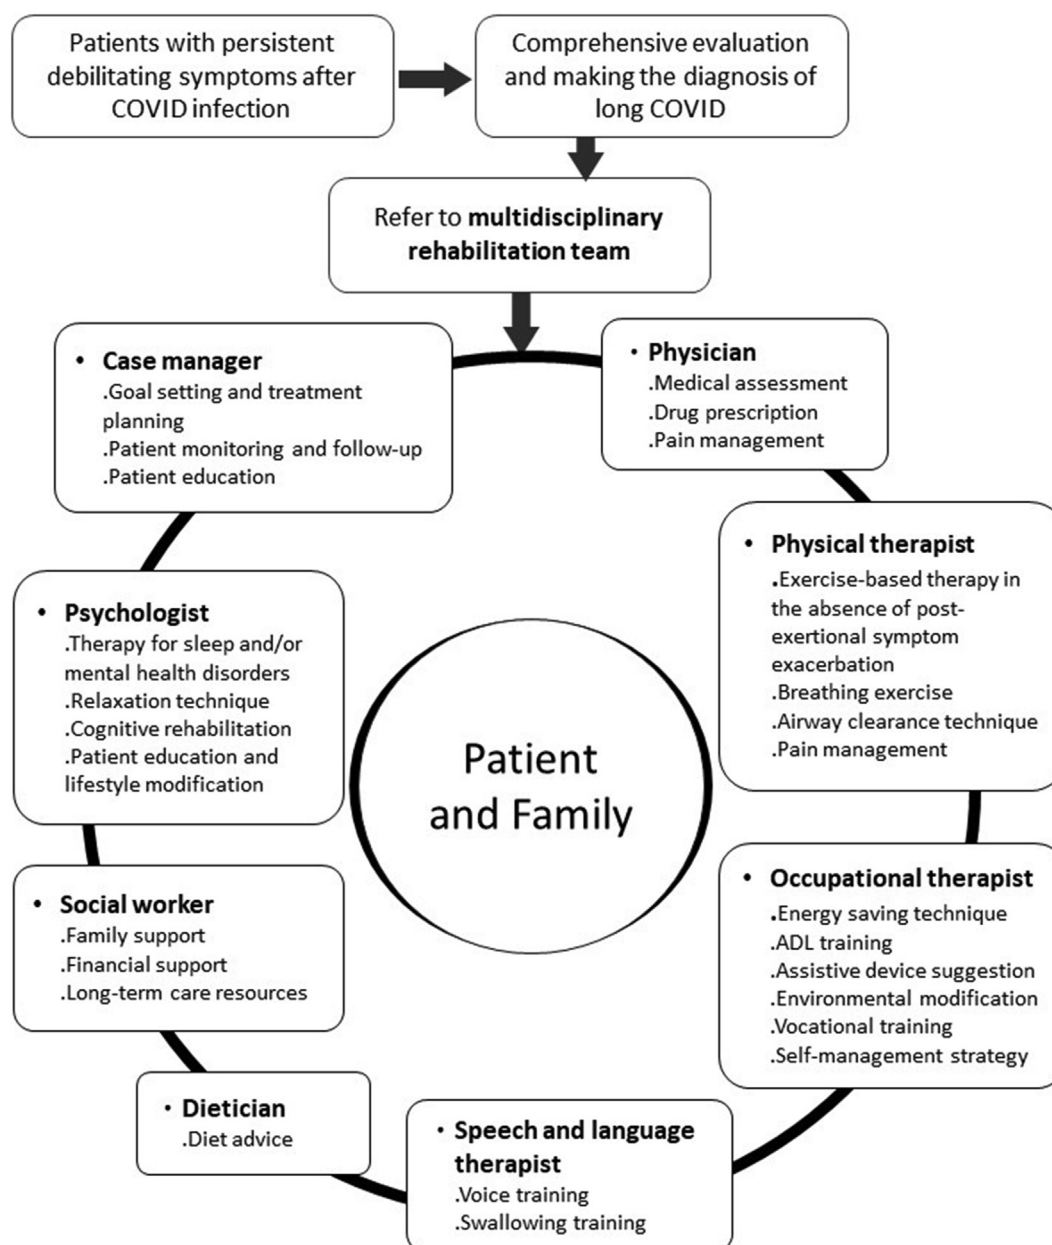 Patients with persistent
debilitating symptoms after
COVID infection
Comprehensive evaluation
and making the diagnosis of
long COVID
Refer to multidisciplinary
rehabilitation team
• Case manager
.Goal setting and treatment
planning
.Patient monitoring and follow-up
.Patient education
• Physician
.Medical assessment
.Drug prescription
.Pain management
• Physical therapist
.Exercise-based therapy in
the absence of post-
exertional symptom
exacerbation
.Breathing exercise
.Airway clearance technique
.Pain management
• Occupational therapist
.Energy saving technique
.ADL training
.Assistive device suggestion
.Environmental modification
.Vocational training
.Self-management strategy
• Speech and language
therapist
.Voice training
.Swallowing training
• Dietician
.Diet advice
• Social worker
.Family support
.Financial support
.Long-term care resources
• Psychologist
.Therapy for sleep and/or
mental health disorders
.Relaxation technique
.Cognitive rehabilitation
.Patient education and
lifestyle modification
Patient
and Family